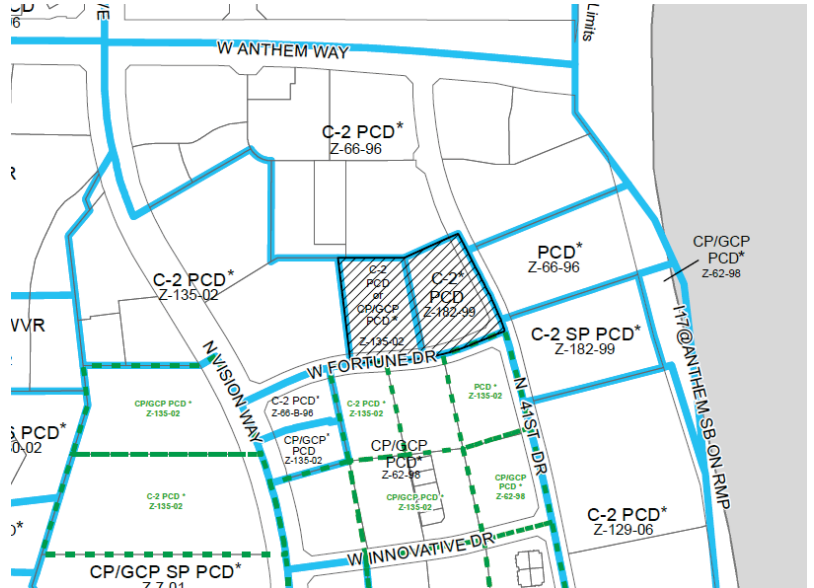 W ANTHEM WAY
Limits
C-2 PCD*
Z-66-96
C-2 PCD*
Z-135-02
C-2
PCD
or
CP/GCP
PCD*
Z-135-02
C-2*
PCD
Z-182-99
PCD*
Z-66-96
CP/GCP
PCD*
Z-62-98
C-2 SP PCD*
Z-182-99
I17@ANTHEM SB-ON-RMP
W FORTUNE DR
N VISION WAY
N 41ST DR
CP/GCP PCD *
Z-135-02
C-2 PCD*
Z-66-B-96
C-2 PCD *
Z-135-02
PCD *
Z-135-02
CP/GCP*
PCD
Z-135-02
CP/GCP
PCD*
Z-62-98
C-2 PCD *
Z-135-02
CP/GCP PCD *
Z-135-02
CP/GCP
PCD *
Z-62-98
C-2 PCD*
Z-129-06
W INNOVATIVE DR
CP/GCP SP PCD*
Z-7-01